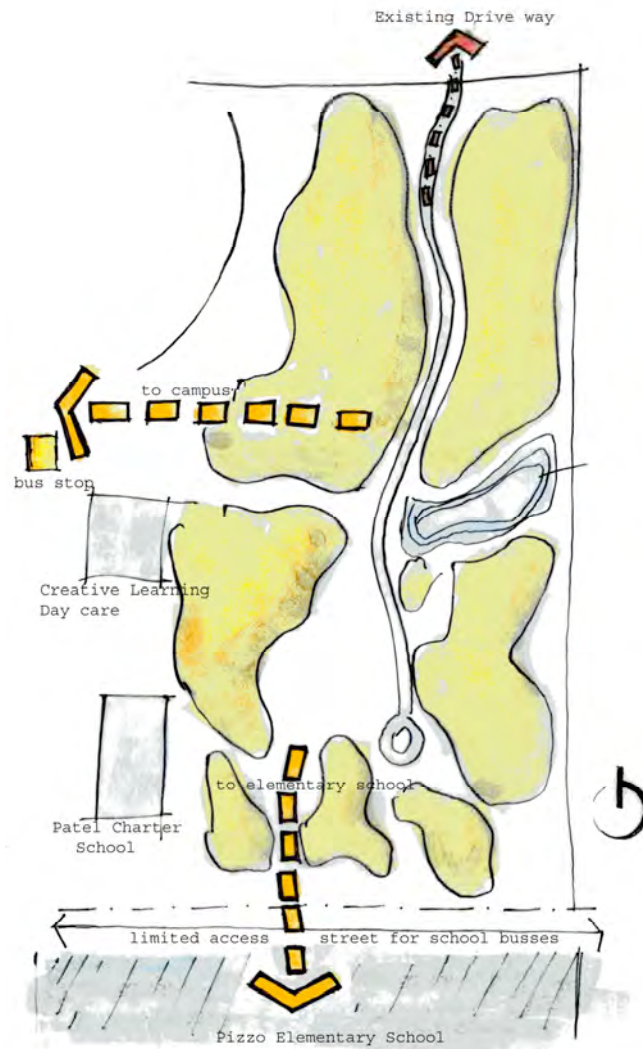 Existing Drive way
to campus
bus stop
Creative Learning
Day care
to elementary school
Patel Charter
School
limited access street for school busses
Pizzo Elementary School